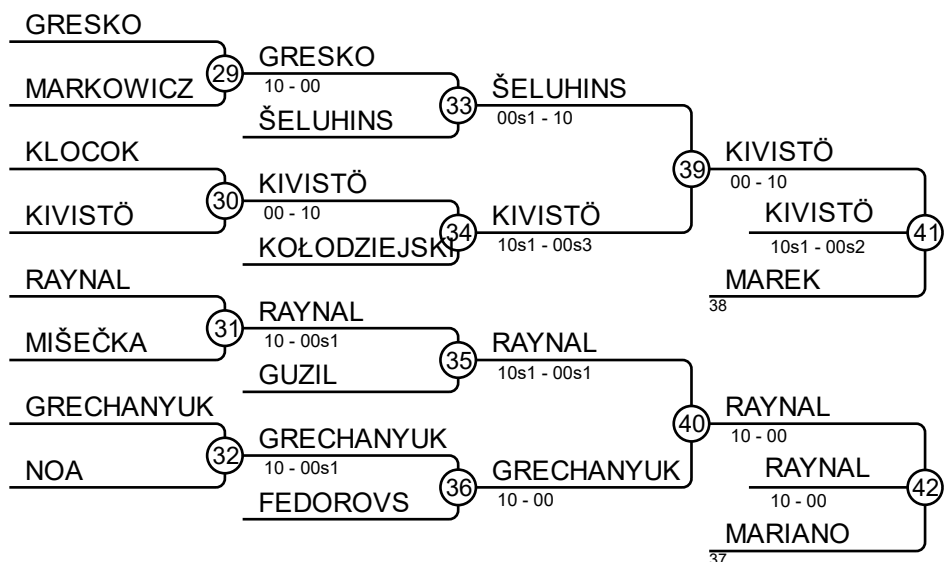 GRESKO
29
MARKOWICZ
GRESKO
10 - 00
33
ŠELUHINS
ŠELUHINS
00s1 - 10
KLOCOK
30
KIVISTÖ
KIVISTÖ
00 - 10
34
KOŁODZIEJSKI
KIVISTÖ
10s1 - 00s3
39
KIVISTÖ
00 - 10
KIVISTÖ
10s1 - 00s2
41
MAREK
38
RAYNAL
31
MIŠEČKA
RAYNAL
10 - 00s1
35
GUZIL
RAYNAL
10s1 - 00s1
GRECHANYUK
32
NOA
GRECHANYUK
10 - 00s1
36
FEDOROVS
GRECHANYUK
10 - 00
40
RAYNAL
10 - 00
RAYNAL
10 - 00
42
MARIANO
37